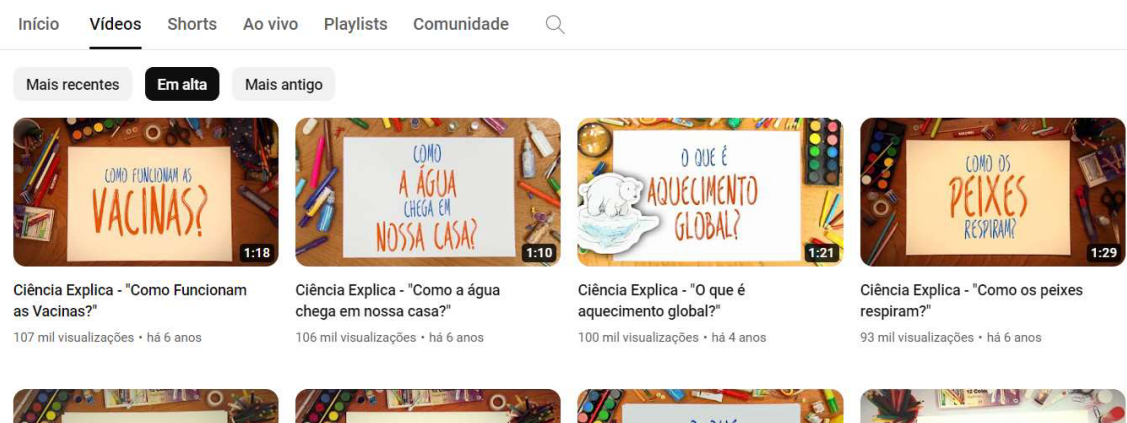 Início Vídeos Shorts Ao vivo Playlists Comunidade
Mais recentes Em alta Mais antigo
COMO FUNCIONAM AS
VACINAS?
1:18
COMO
A ÁGUA
CHEGA EM
NOSSA CASA?
1:10
O QUE É
AQUECIMENTO
GLOBAL?
1:21
COMO OS
PEIXES
RESPIRAM?
1:29
Ciência Explica - "Como Funcionam
as Vacinas?"
107 mil visualizações • há 6 anos
Ciência Explica - "Como a água
chega em nossa casa?"
106 mil visualizações • há 6 anos
Ciência Explica - "O que é
aquecimento global?"
100 mil visualizações • há 4 anos
Ciência Explica - "Como os peixes
respiram?"
93 mil visualizações • há 6 anos